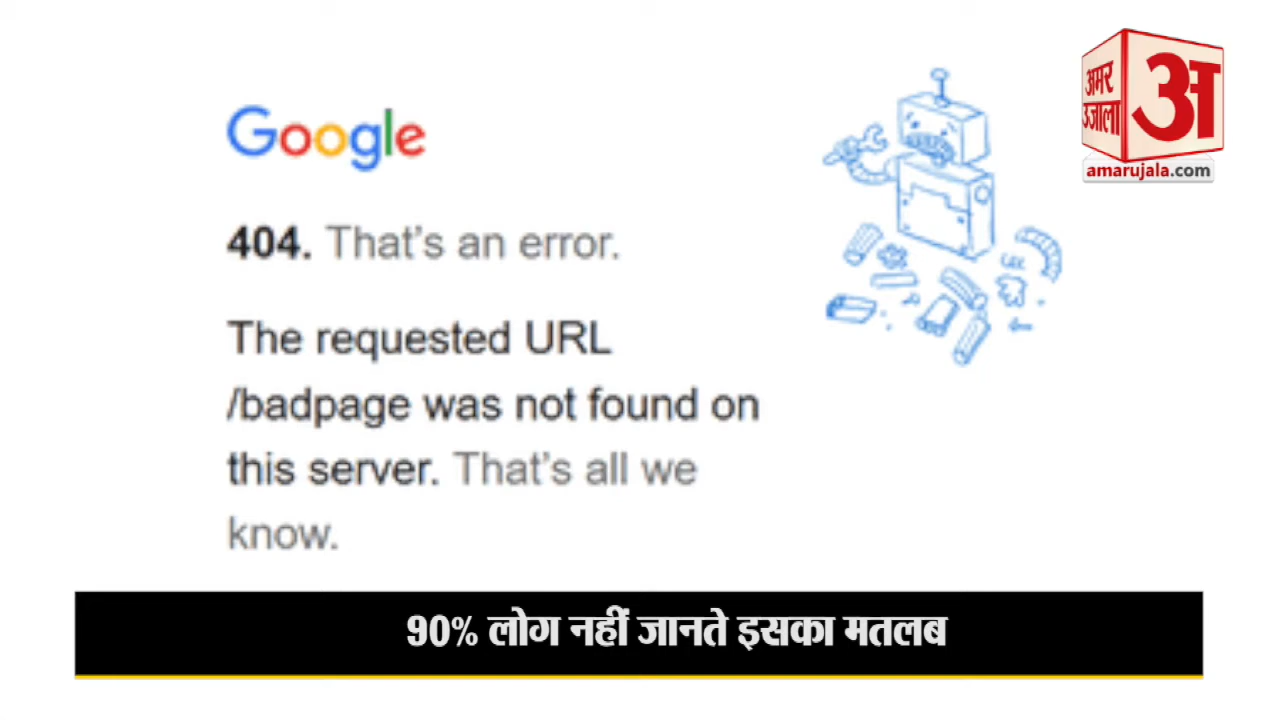 Google
अमर
उजाला
अ
amarujala.com
404. That's an error.
The requested URL
/badpage was not found on
this server. That's all we
know.
90% लोग नहीं जानते इसका मतलब